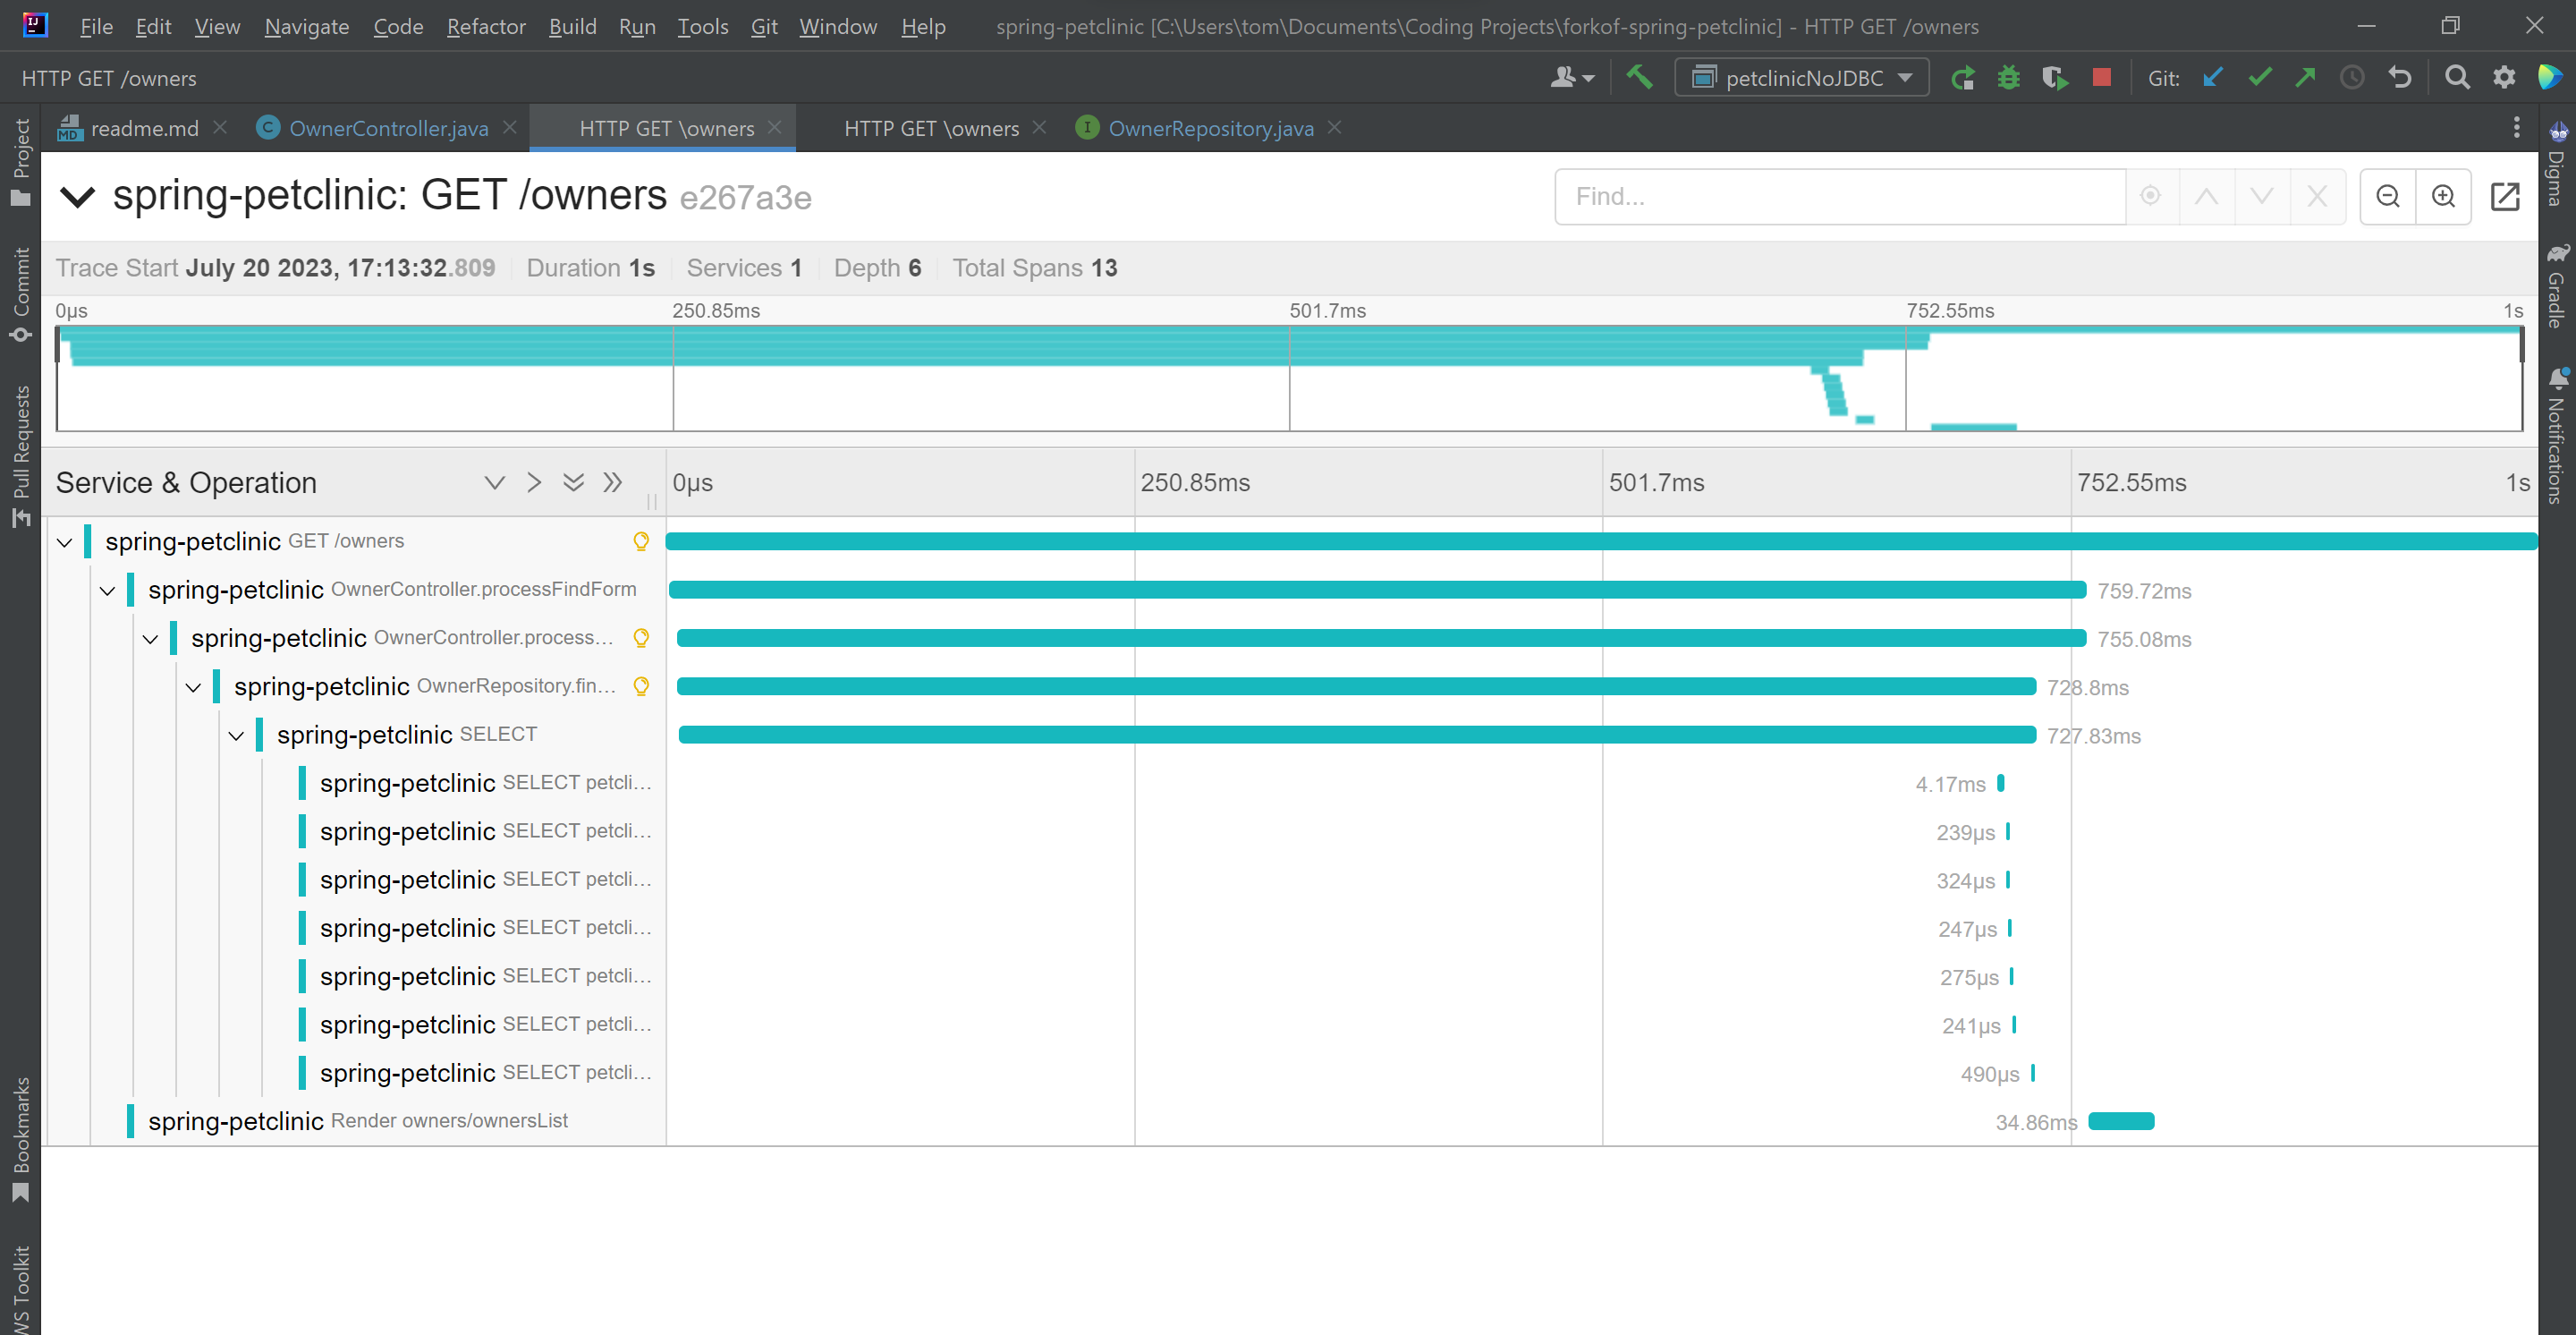 File Edit View Navigate Code Refactor Build Run Tools Git Window Help spring-petclinic [C:\Users\tom\Documents\Coding Projects\forkof-spring-petclinic] - HTTP GET /owners
HTTP GET /owners petclinicNoJDBC Git:
readme.md OwnerController.java HTTP GET \owners HTTP GET \owners OwnerRepository.java
spring-petclinic: GET /owners e267a3e Find...
Trace Start July 20 2023, 17:13:32.809 Duration 1s Services 1 Depth 6 Total Spans 13
0μs 250.85ms 501.7ms 752.55ms 1s
Service & Operation 0μs 250.85ms 501.7ms 752.55ms 1s
spring-petclinic GET /owners
spring-petclinic OwnerController.processFindForm 759.72ms
spring-petclinic OwnerController.process... 755.08ms
spring-petclinic OwnerRepository.fin... 728.8ms
spring-petclinic SELECT 727.83ms
spring-petclinic SELECT petcli... 4.17ms
spring-petclinic SELECT petcli... 239μs
spring-petclinic SELECT petcli... 324μs
spring-petclinic SELECT petcli... 247μs
spring-petclinic SELECT petcli... 275μs
spring-petclinic SELECT petcli... 241μs
spring-petclinic SELECT petcli... 490μs
spring-petclinic Render owners/ownersList 34.86ms
Project
Commit
Pull Requests
Bookmarks
WS Toolkit
Digma
Gradle
Notifications